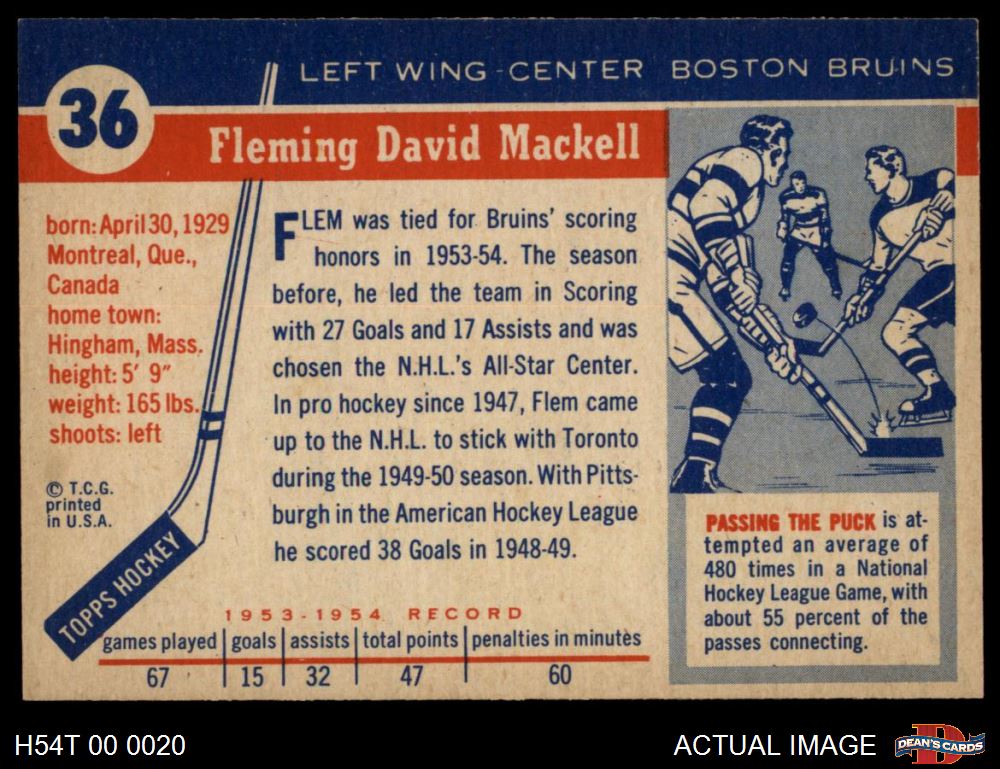 LEFT WING-CENTER BOSTON BRUINS
36
Fleming David Mackell
born: April 30, 1929
Montreal, Que.,
Canada
home town:
Hingham, Mass.
height: 5' 9"
weight: 165 lbs.
shoots: left
© T.C.G.
printed
in U.S.A.
TOPPS HOCKEY
FLEM was tied for Bruins' scoring
honors in 1953-54. The season
before, he led the team in Scoring
with 27 Goals and 17 Assists and was
chosen the N.H.L.'s All-Star Center.
In pro hockey since 1947, Flem came
up to the N.H.L. to stick with Toronto
during the 1949-50 season. With Pitts-
burgh in the American Hockey League
he scored 38 Goals in 1948-49.
PASSING THE PUCK is at-
tempted an average of
480 times in a National
Hockey League Game, with
about 55 percent of the
passes connecting.
1953-1954 RECORD
games played goals assists total points penalties in minutes
67 15 32 47 60
H54T 00 0020
ACTUAL IMAGE
DEAN'S CARDS